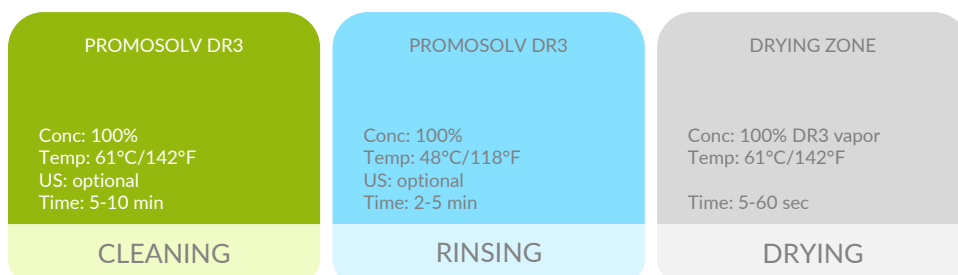 PROMOSOLV DR3
Conc: 100%
Temp: 61°C/142°F
US: optional
Time: 5-10 min
CLEANING
PROMOSOLV DR3
Conc: 100%
Temp: 48°C/118°F
US: optional
Time: 2-5 min
RINSING
DRYING ZONE
Conc: 100% DR3 vapor
Temp: 61°C/142°F
Time: 5-60 sec
DRYING